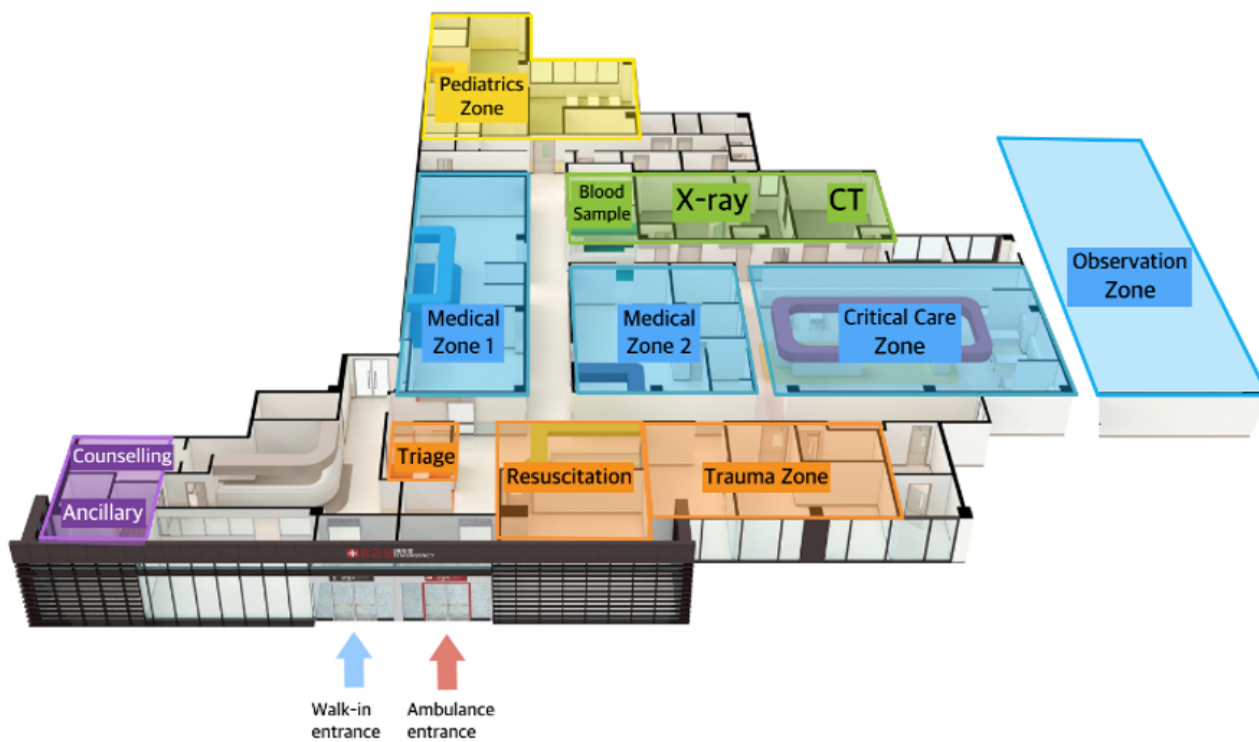 Pediatrics
Zone
Blood
Sample
X-ray
CT
Observation
Zone
Medical
Zone 1
Medical
Zone 2
Critical Care
Zone
Counselling
Triage
Resuscitation
Trauma Zone
Ancillary
Walk-in
entrance
Ambulance
entrance